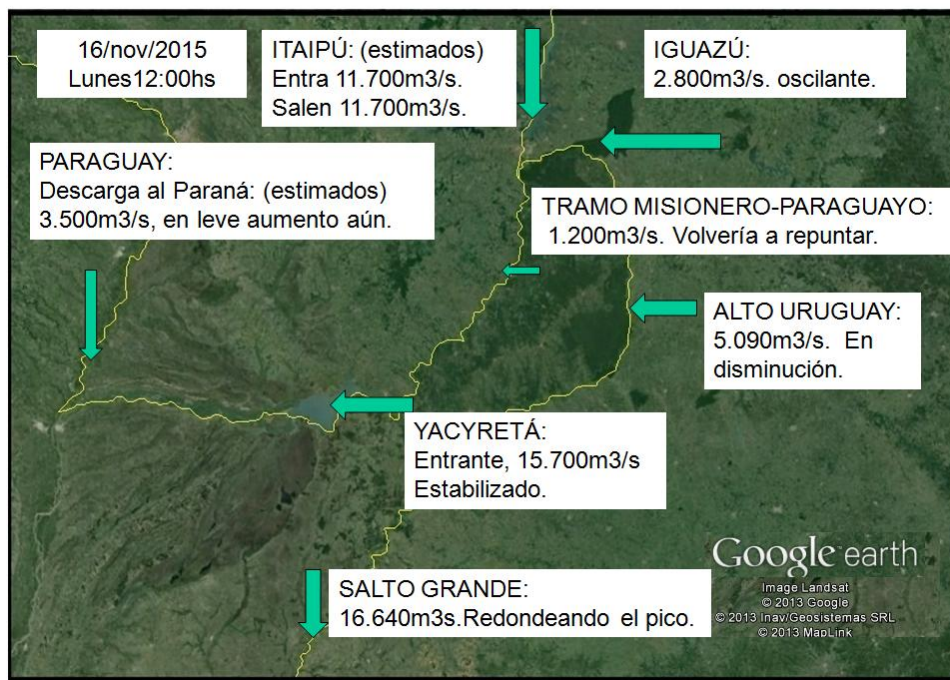 16/nov/2015
Lunes12:00hs
ITAIPÚ: (estimados)
Entra 11.700m3/s.
Salen 11.700m3/s.
IGUAZÚ:
2.800m3/s. oscilante.
PARAGUAY:
Descarga al Paraná: (estimados)
3.500m3/s, en leve aumento aún.
TRAMO MISIONERO-PARAGUAYO:
1.200m3/s. Volvería a repuntar.
ALTO URUGUAY:
5.090m3/s. En
disminución.
YACYRETÁ:
Entrante, 15.700m3/s
Estabilizado.
SALTO GRANDE:
16.640m3s.Redondeando el pico.
Google earth
Image Landsat
© 2013 Google
© 2013 Inav/Geosistemas SRL
© 2013 MapLink